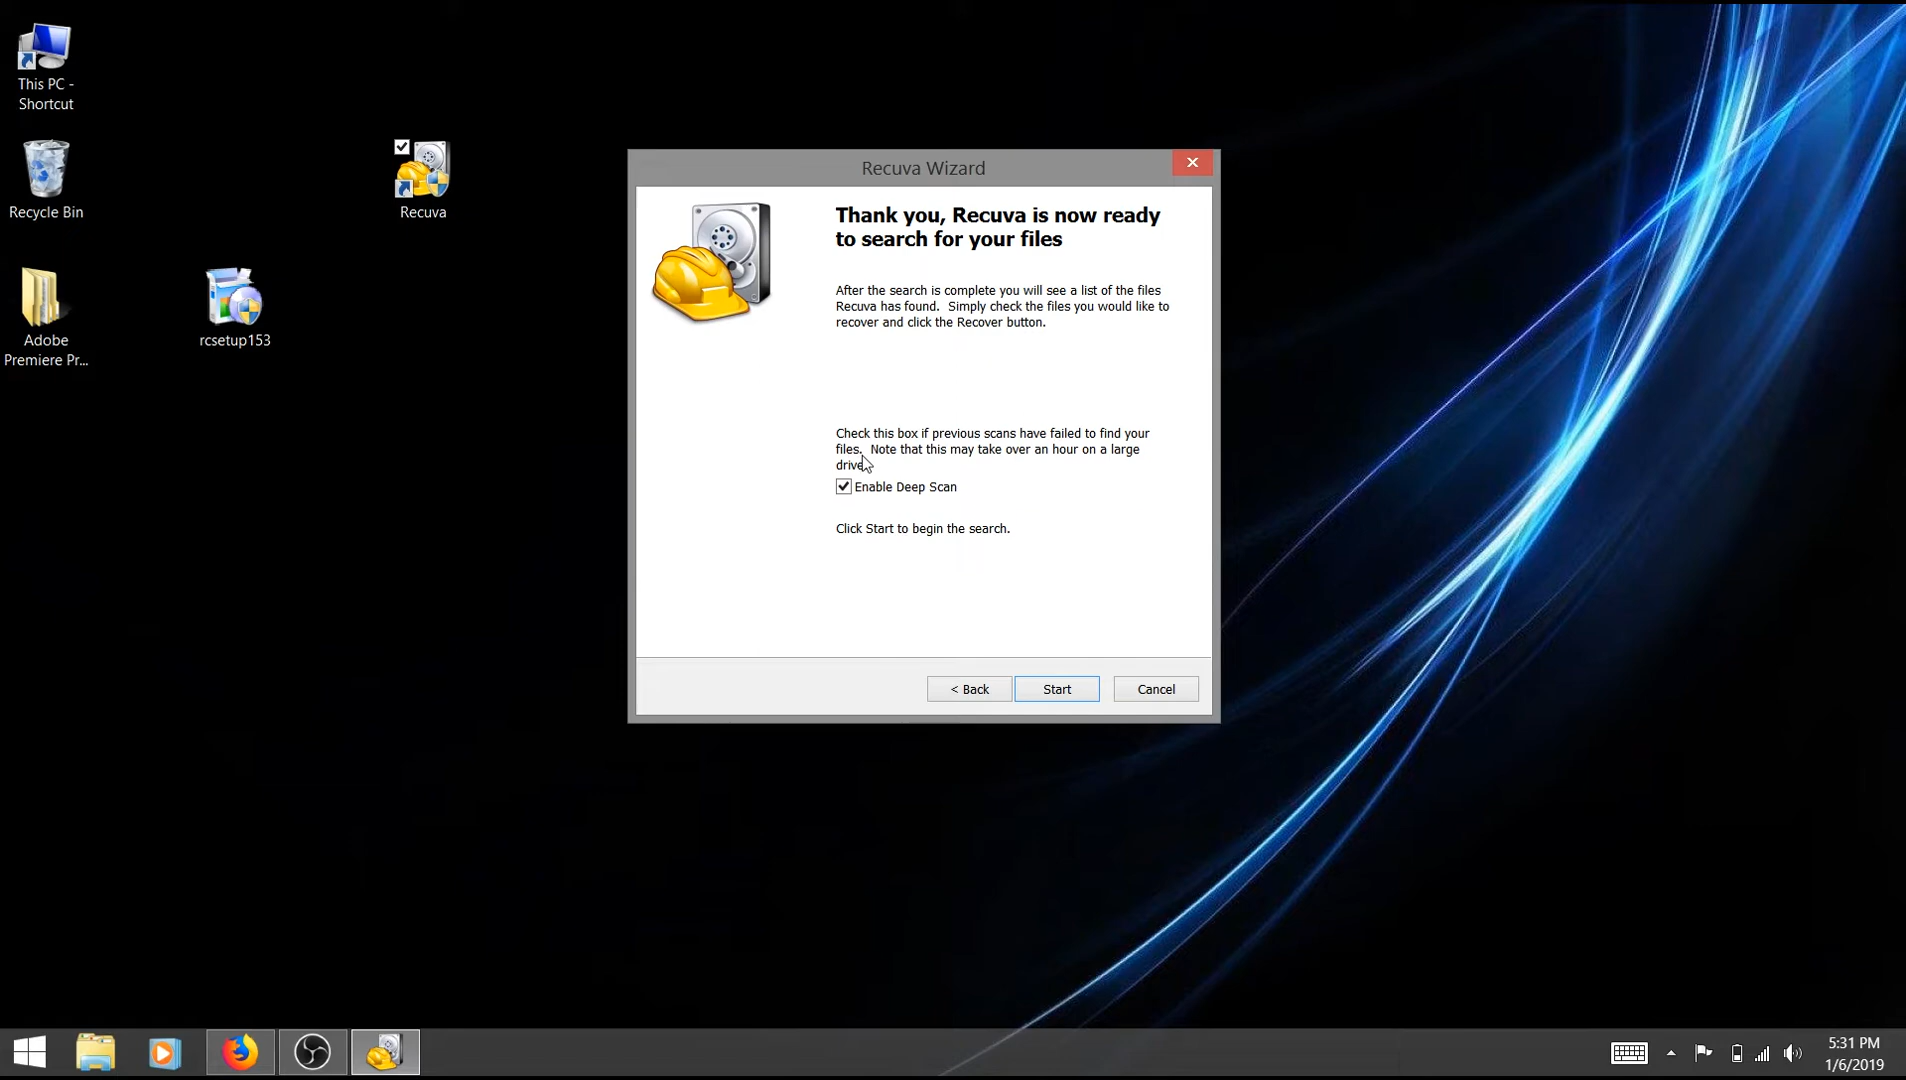 This PC -
Shortcut
Recycle Bin
Recuva
Adobe
Premiere Pr...
rcsetup153
Recuva Wizard
Thank you, Recuva is now ready
to search for your files
After the search is complete you will see a list of the files
Recuva has found.  Simply check the files you would like to
recover and click the Recover button.
Check this box if previous scans have failed to find your
files.  Note that this may take over an hour on a large
drive
Enable Deep Scan
Click Start to begin the search.
< Back
Start
Cancel
5:31 PM
1/6/2019